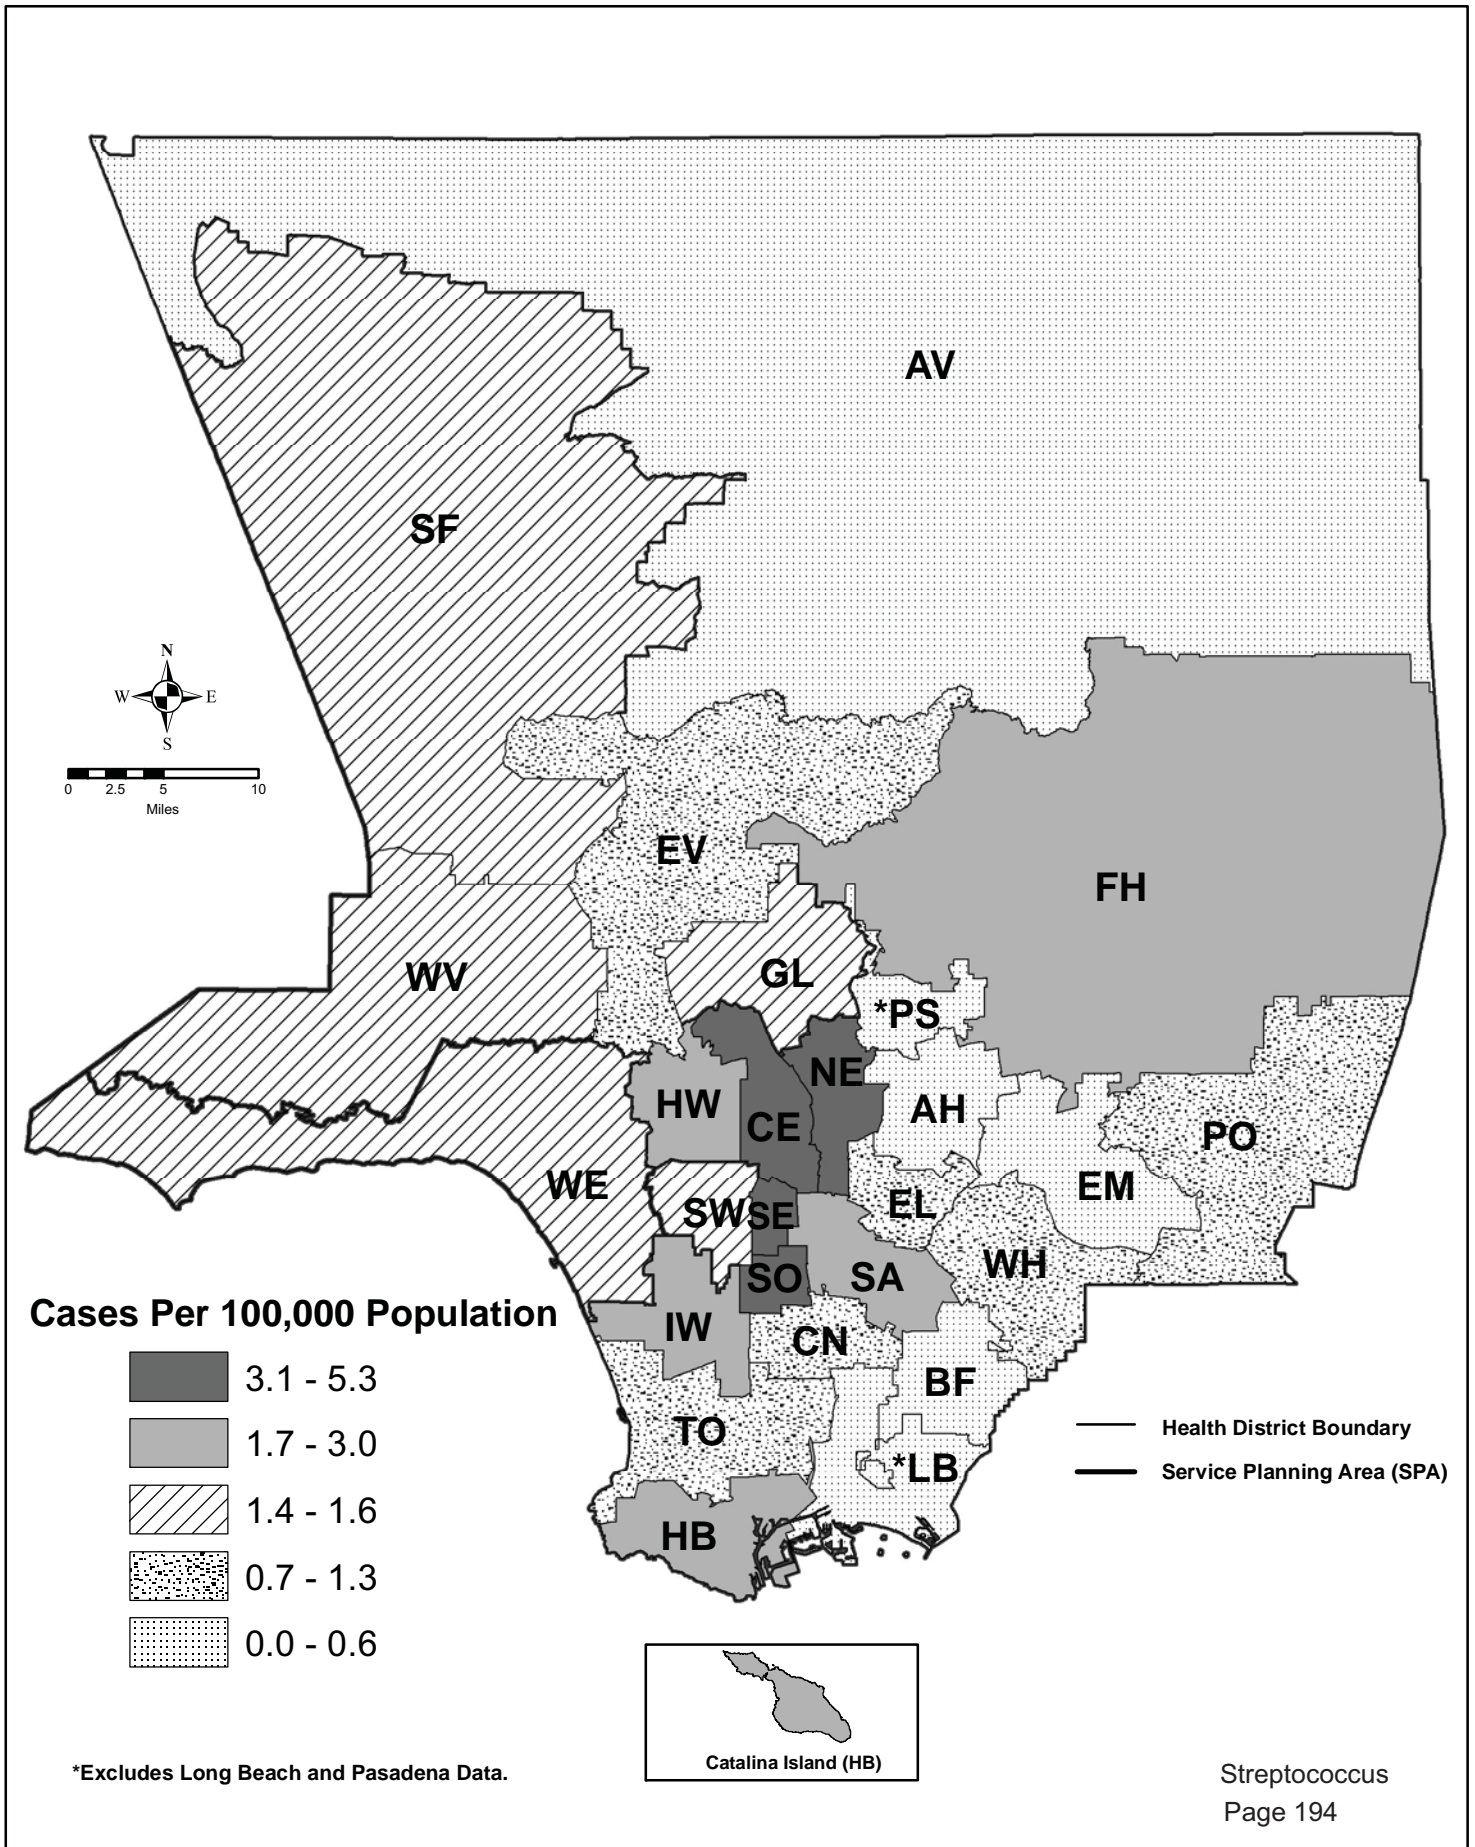 AV
SF
N
W E
S
0 2.5 5 10
Miles
EV
FH
WV
GL
*PS
NE
HW
AH
CE
PO
WE
EM
SW
SE
EL
WH
SO
SA
Cases Per 100,000 Population
IW
CN
3.1 - 5.3
BF
1.7 - 3.0
TO
Health District Boundary
*LB
Service Planning Area (SPA)
1.4 - 1.6
HB
0.7 - 1.3
0.0 - 0.6
Catalina Island (HB)
*Excludes Long Beach and Pasadena Data.
Streptococcus
Page 194